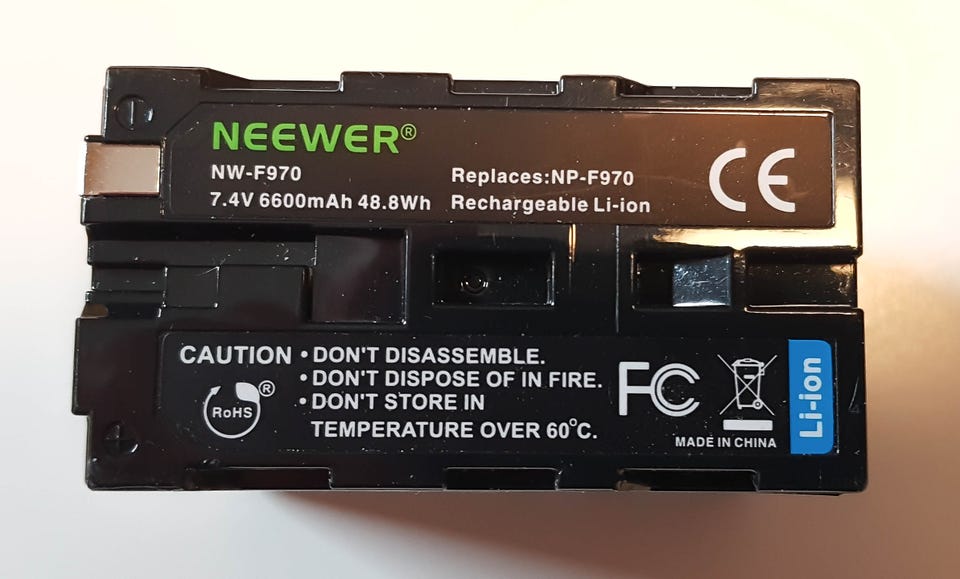 NEEWER®
NW-F970
7.4V 6600mAh 48.8Wh
Replaces:NP-F970
Rechargeable Li-ion
CE
CAUTION • DON'T DISASSEMBLE.
• DON'T DISPOSE OF IN FIRE.
• DON'T STORE IN
TEMPERATURE OVER 60°C.
RoHS ®
FC
MADE IN CHINA
Li-ion